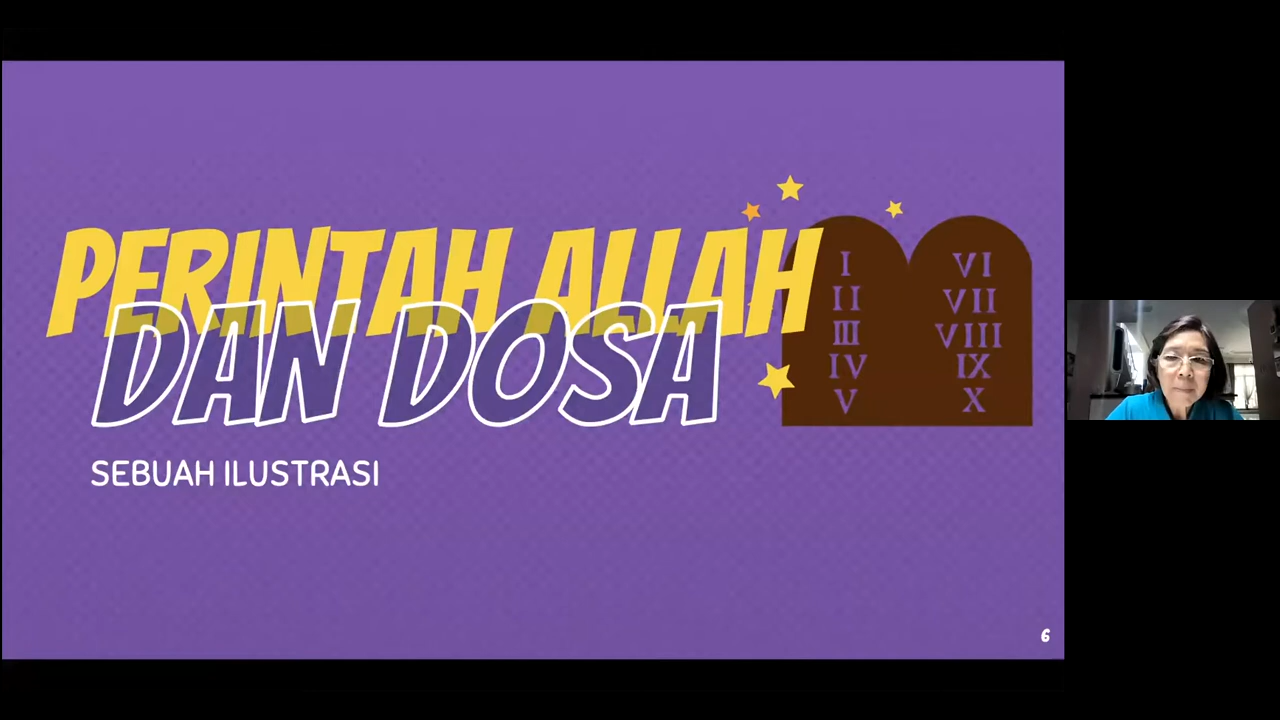 PERINTAH ALLAH
DAN DOSA
SEBUAH ILUSTRASI
I
II
III
IV
V
VI
VII
VIII
IX
X
6